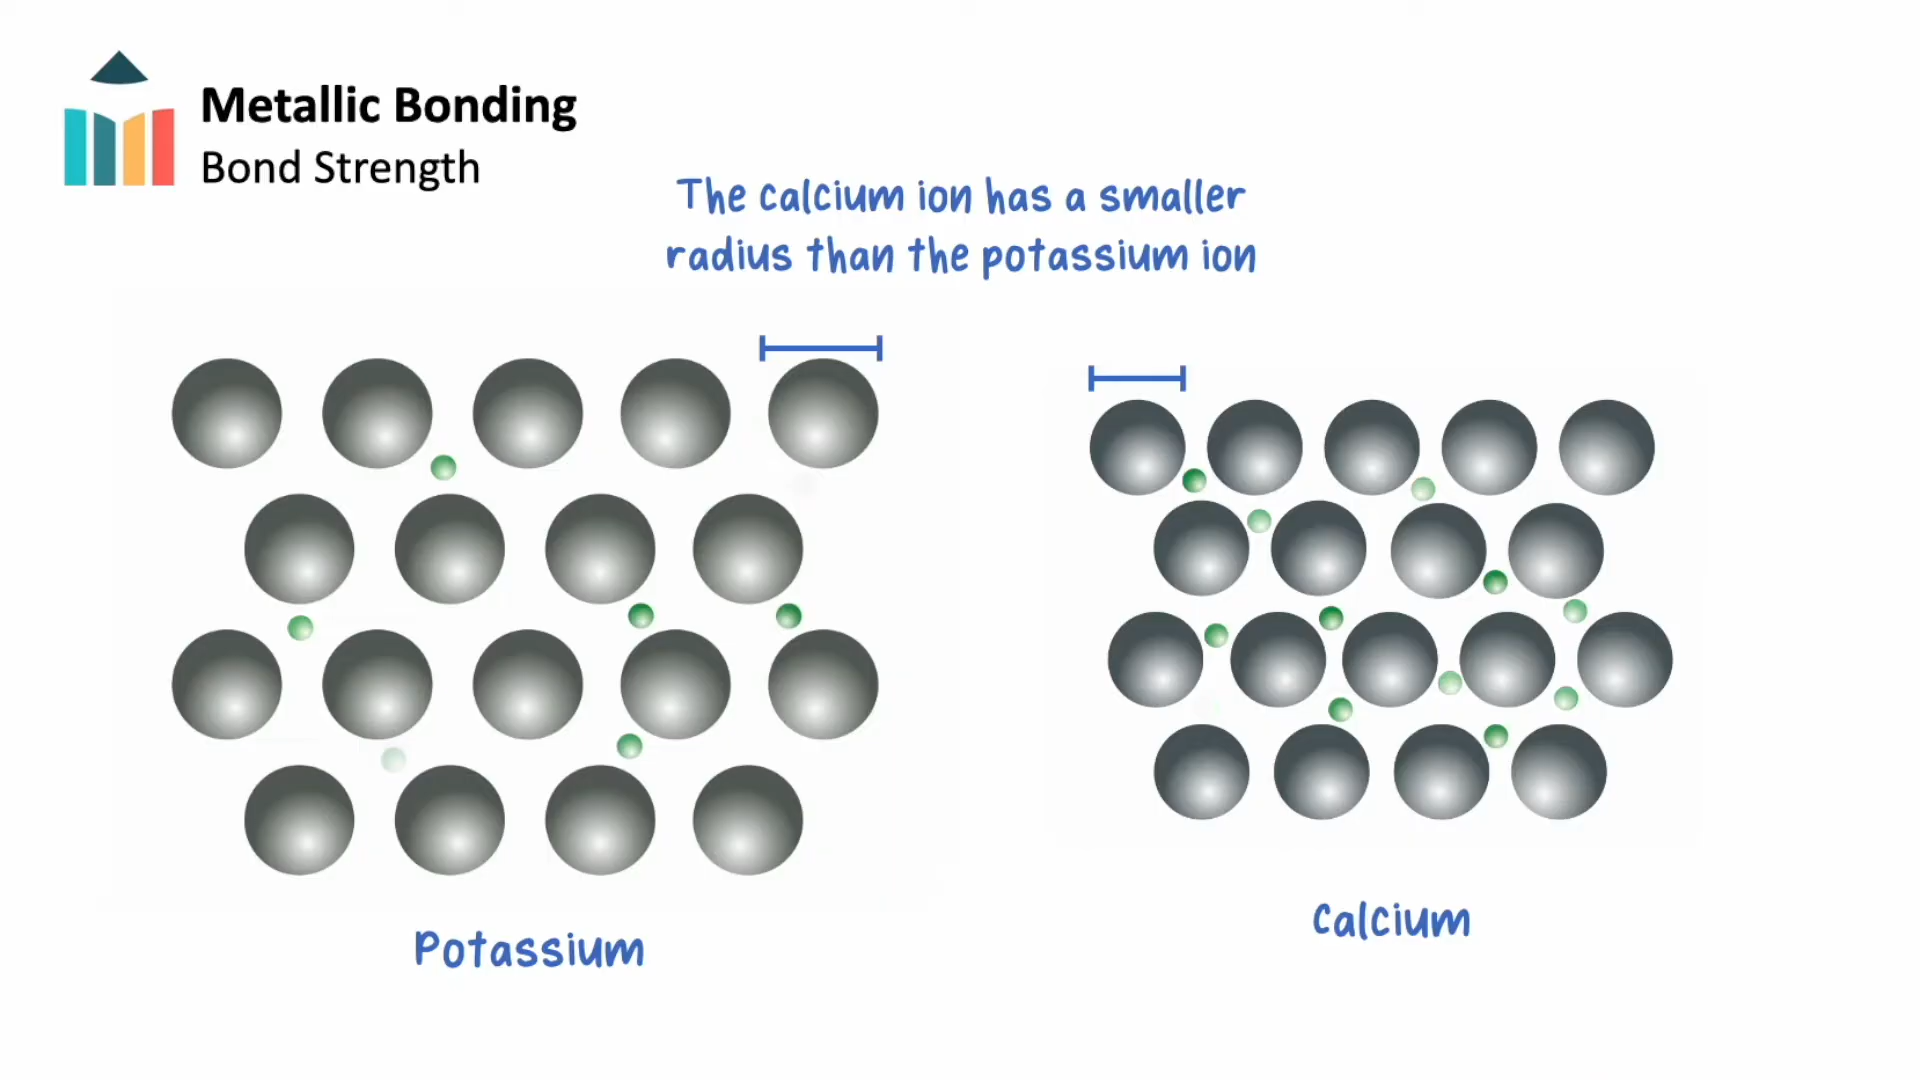 Metallic Bonding
Bond Strength
The calcium ion has a smaller
radius than the potassium ion
Potassium
Calcium